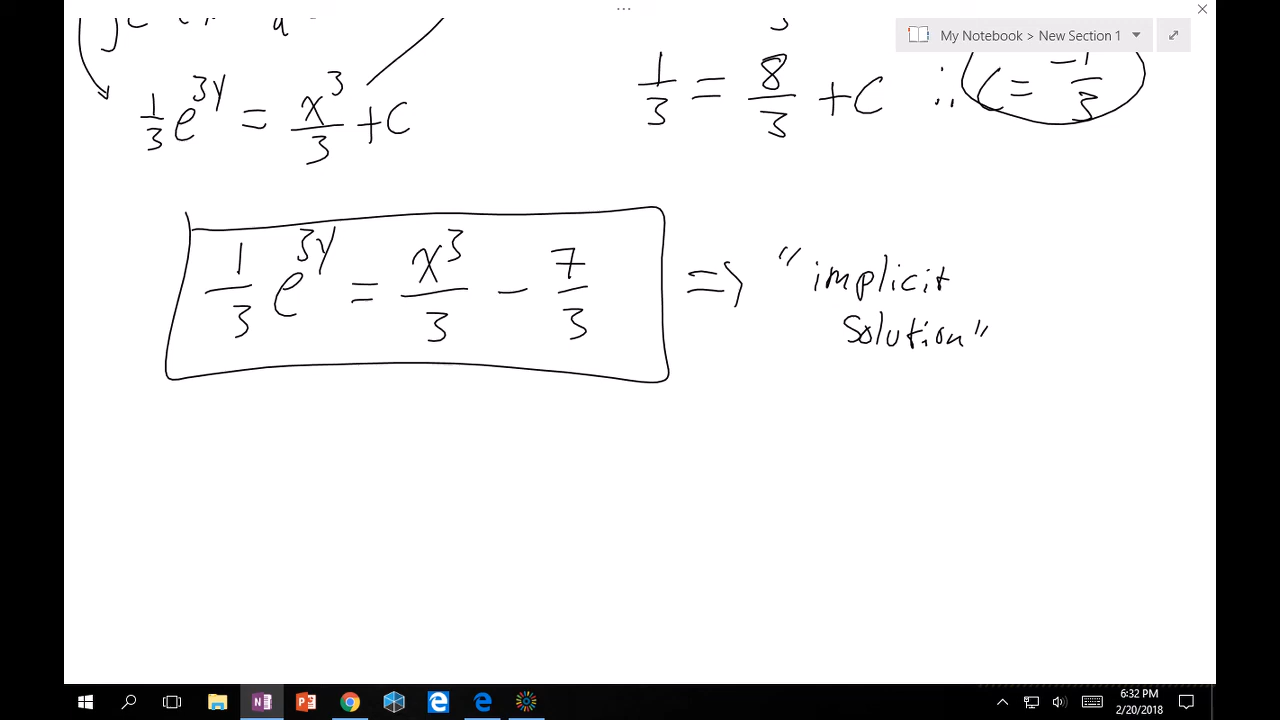 My Notebook > New Section 1
1/3 e^3y = x^3/3 + C
1/3 = 8/3 + C ∴ C = -7/3
1/3 e^3y = x^3/3 - 7/3 => "implicit
solution"
6:32 PM
2/20/2018